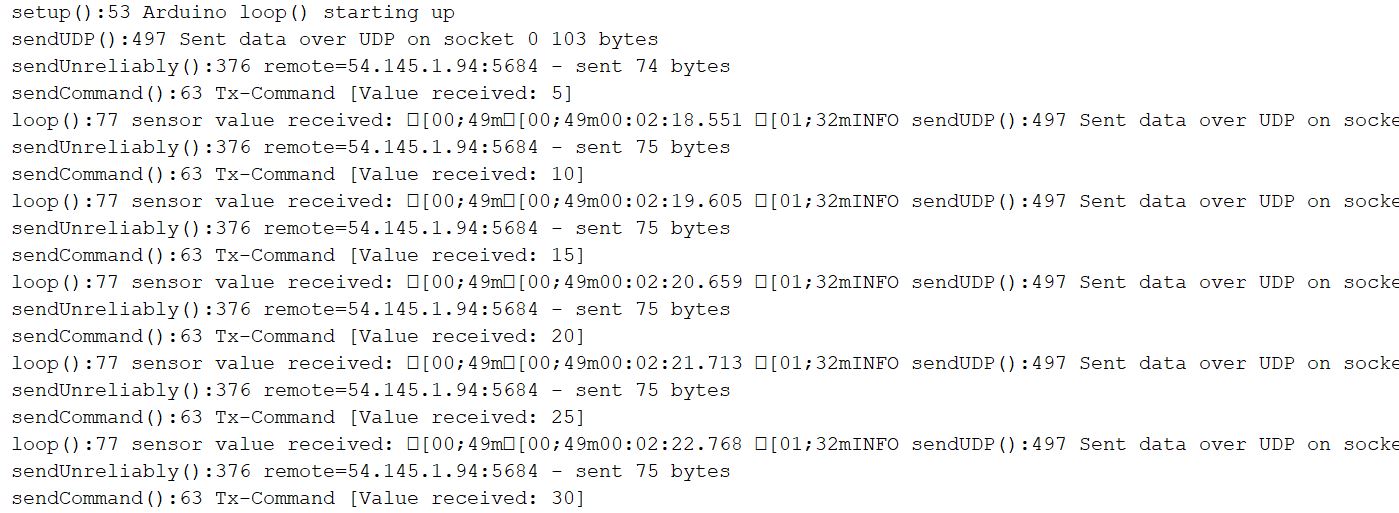 setup():53 Arduino loop() starting up
sendUDP():497 Sent data over UDP on socket 0 103 bytes
sendUnreliably():376 remote=54.145.1.94:5684 - sent 74 bytes
sendCommand():63 Tx-Command [Value received: 5]
loop():77 sensor value received: □[00;49m□[00;49m00:02:18.551 □[01;32mINFO sendUDP():497 Sent data over UDP on socke
sendUnreliably():376 remote=54.145.1.94:5684 - sent 75 bytes
sendCommand():63 Tx-Command [Value received: 10]
loop():77 sensor value received: □[00;49m□[00;49m00:02:19.605 □[01;32mINFO sendUDP():497 Sent data over UDP on socke
sendUnreliably():376 remote=54.145.1.94:5684 - sent 75 bytes
sendCommand():63 Tx-Command [Value received: 15]
loop():77 sensor value received: □[00;49m□[00;49m00:02:20.659 □[01;32mINFO sendUDP():497 Sent data over UDP on socke
sendUnreliably():376 remote=54.145.1.94:5684 - sent 75 bytes
sendCommand():63 Tx-Command [Value received: 20]
loop():77 sensor value received: □[00;49m□[00;49m00:02:21.713 □[01;32mINFO sendUDP():497 Sent data over UDP on socke
sendUnreliably():376 remote=54.145.1.94:5684 - sent 75 bytes
sendCommand():63 Tx-Command [Value received: 25]
loop():77 sensor value received: □[00;49m□[00;49m00:02:22.768 □[01;32mINFO sendUDP():497 Sent data over UDP on socke
sendUnreliably():376 remote=54.145.1.94:5684 - sent 75 bytes
sendCommand():63 Tx-Command [Value received: 30]